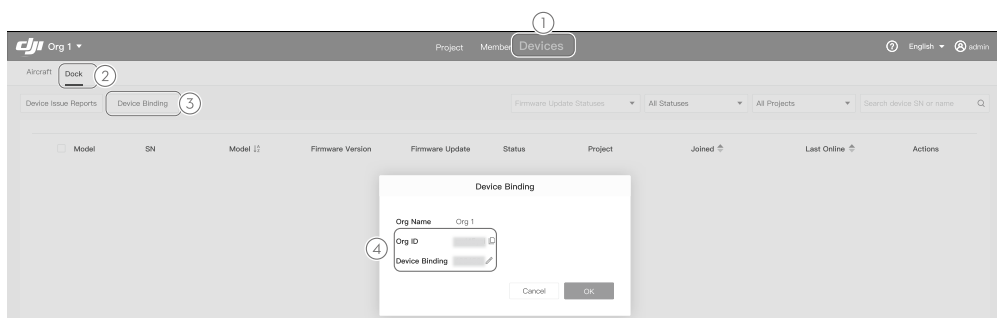 1
dji Org 1 Project Member Devices English admin
Aircraft Dock 2
Device Issue Reports Device Binding 3 Firmware Update Statuses All Statuses All Projects Search device SN or name
Model SN Model Firmware Version Firmware Update Status Project Joined Last Online Actions
Device Binding
Org Name Org 1
4 Org ID
Device Binding
Cancel OK